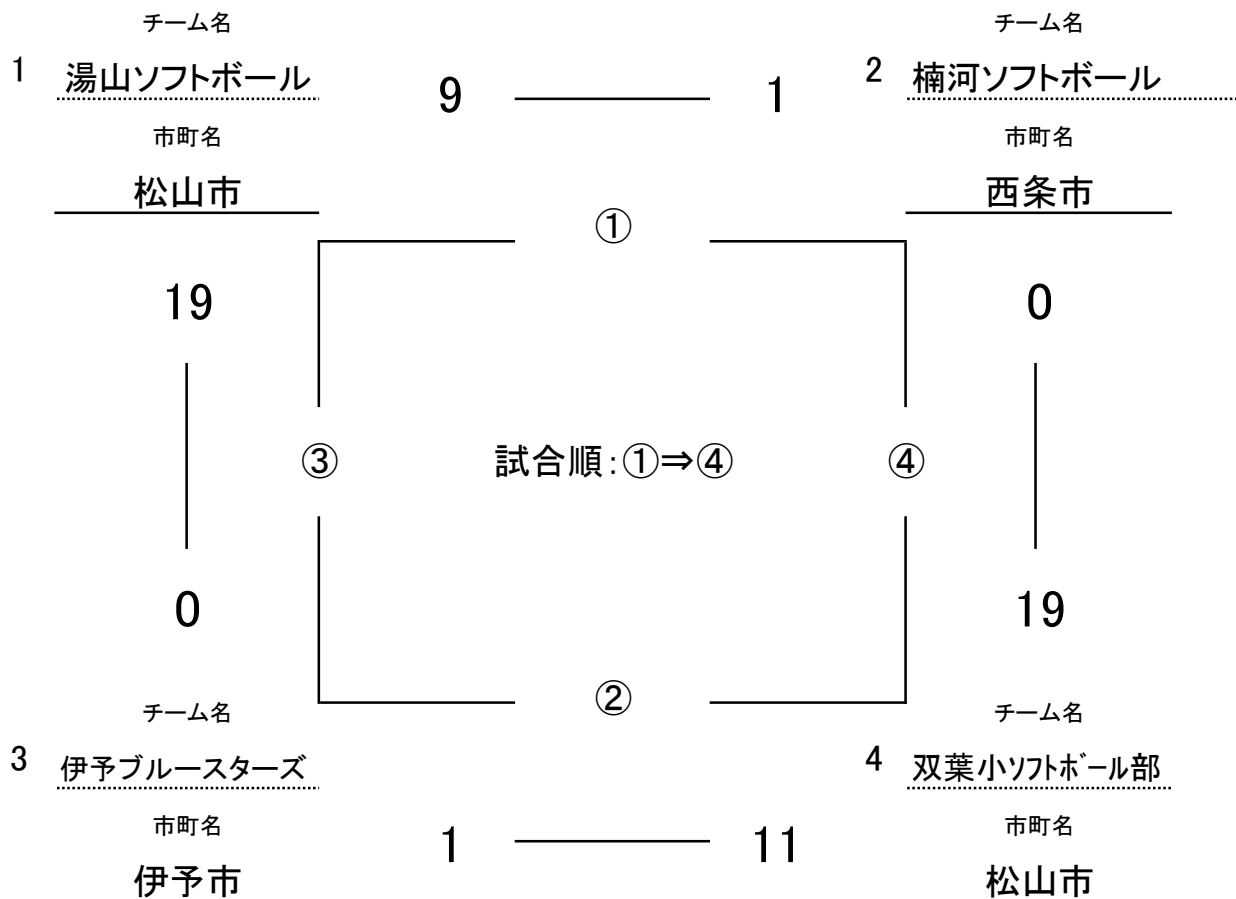 チーム名
チーム名
1 湯山ソフトボール
9 1
2 楠河ソフトボール
市町名
市町名
松山市
西条市
①
19
0
③
試合順:①⇒④
④
0
19
②
チーム名
チーム名
3 伊予ブルースターズ
4 双葉小ソフトボール部
市町名
市町名
1 11
伊予市
松山市